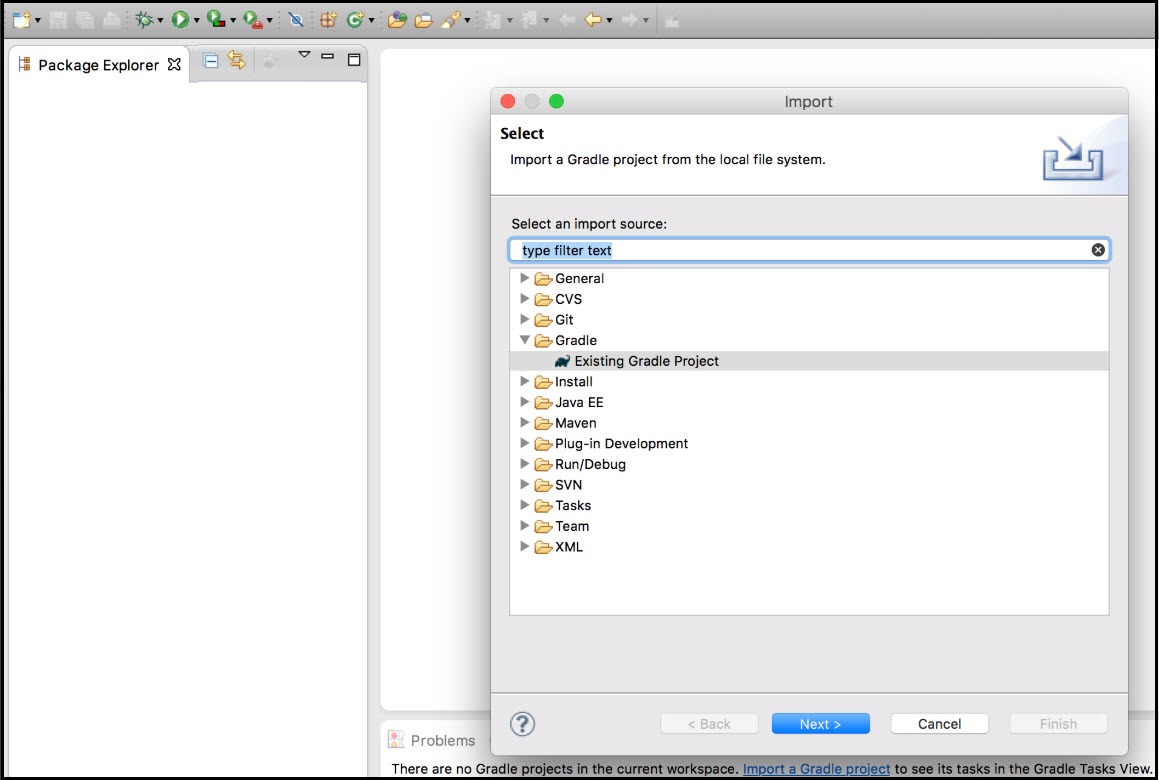 Package Explorer
Import
Select
Import a Gradle project from the local file system.
Select an import source:
type filter text
General
CVS
Git
Gradle
Existing Gradle Project
Install
Java EE
Maven
Plug-in Development
Run/Debug
SVN
Tasks
Team
XML
? < Back Next > Cancel Finish
Problems
There are no Gradle projects in the current workspace. Import a Gradle project to see its tasks in the Gradle Tasks View.